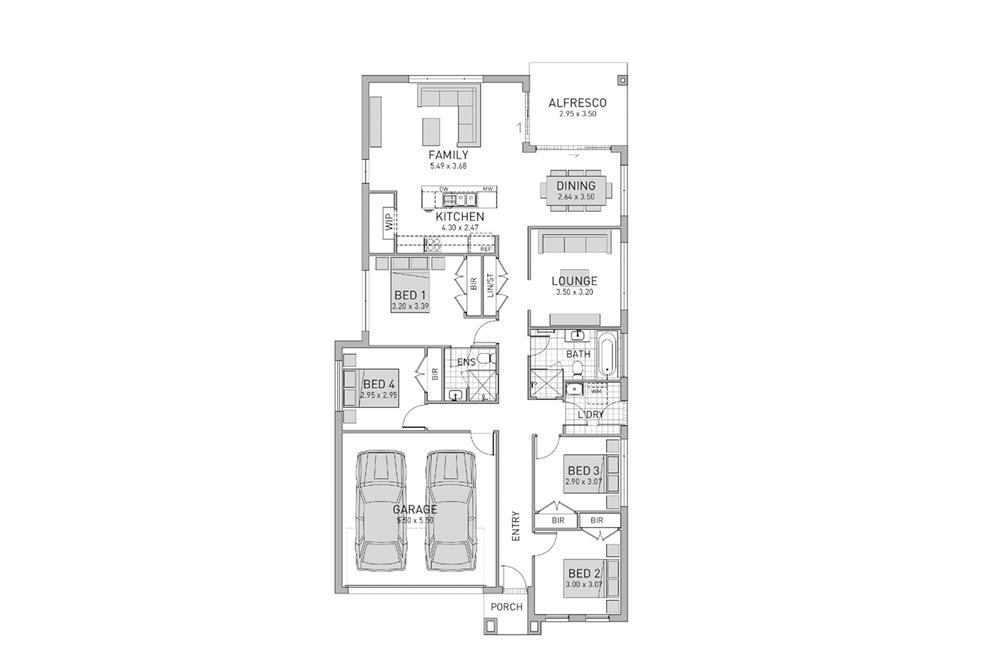 ALFRESCO
2.95 x 3.50
FAMILY
5.49 x 3.68
DINING
2.64 x 3.50
DW
MW
KITCHEN
4.30 x 2.47
WIP
REF
LOUNGE
3.50 x 3.20
BED 1
3.20 x 3.39
BIR
LIN/ST
BATH
ENS
BED 4
2.95 x 2.95
BIR
WM
L'DRY
BED 3
2.90 x 3.07
BIR
BIR
GARAGE
5.50 x 5.50
ENTRY
BED 2
3.00 x 3.07
PORCH